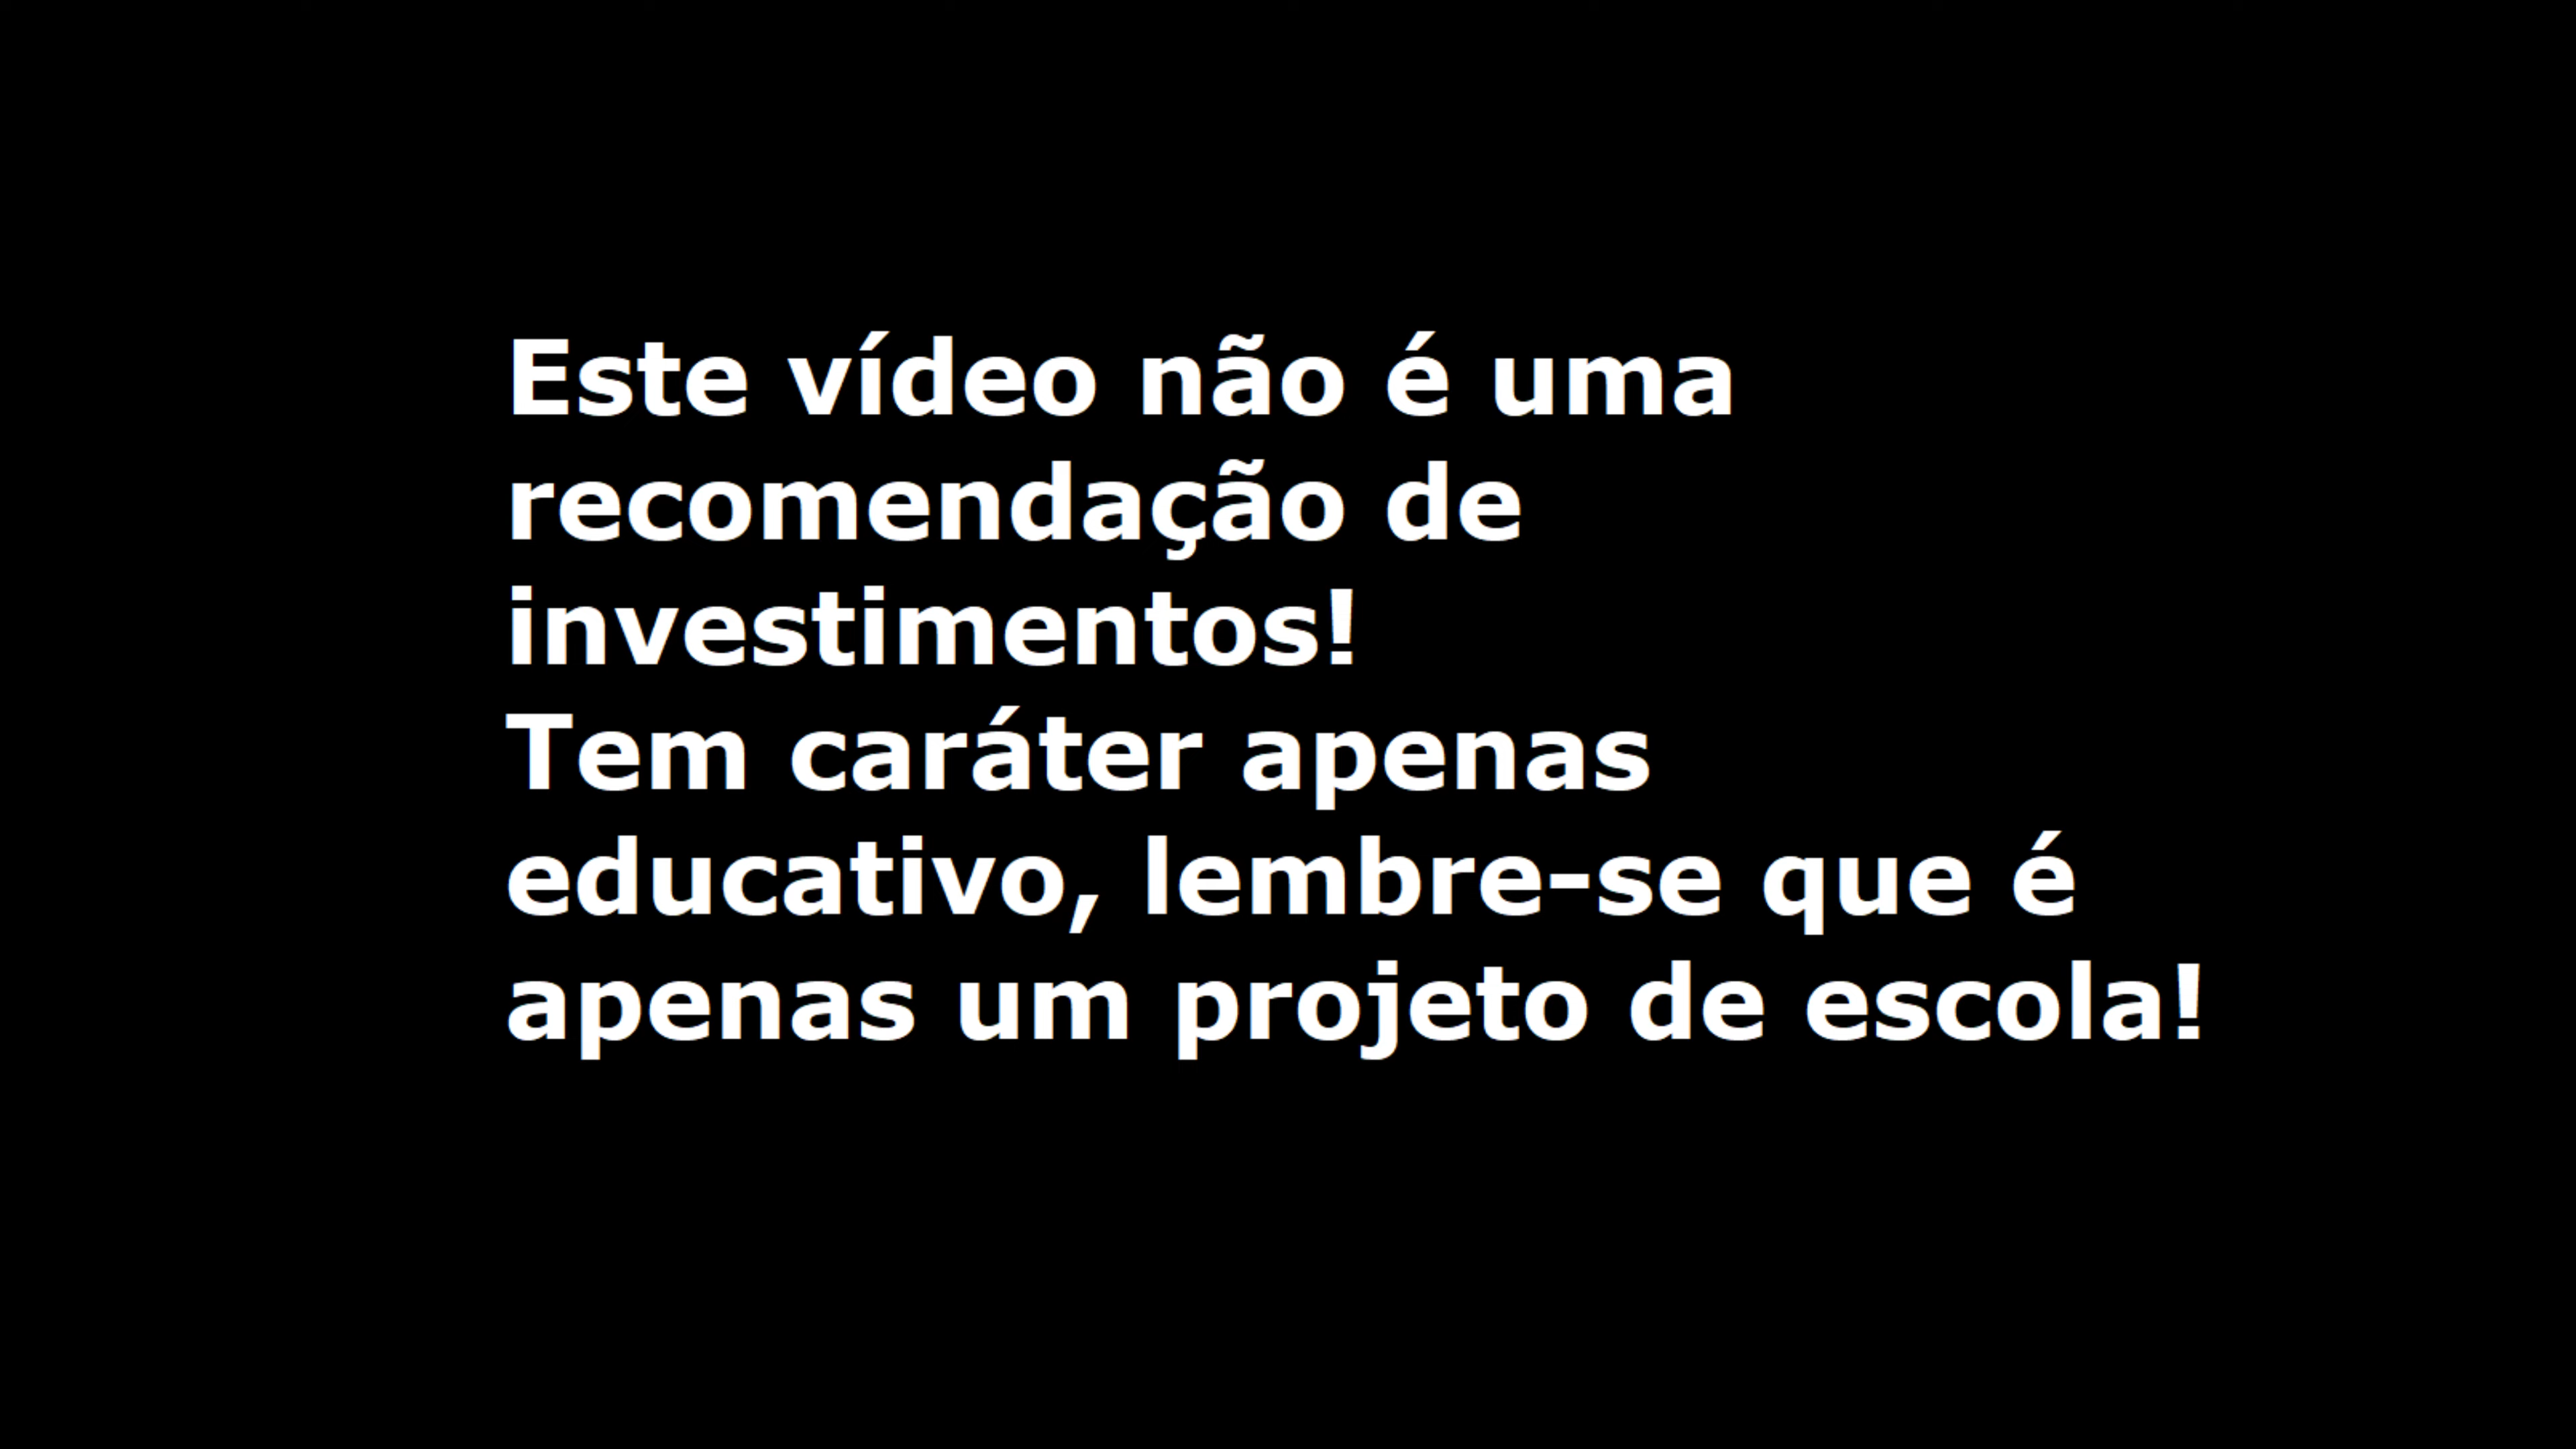 Este vídeo não é uma
recomendação de
investimentos!
Tem caráter apenas
educativo, lembre-se que é
apenas um projeto de escola!